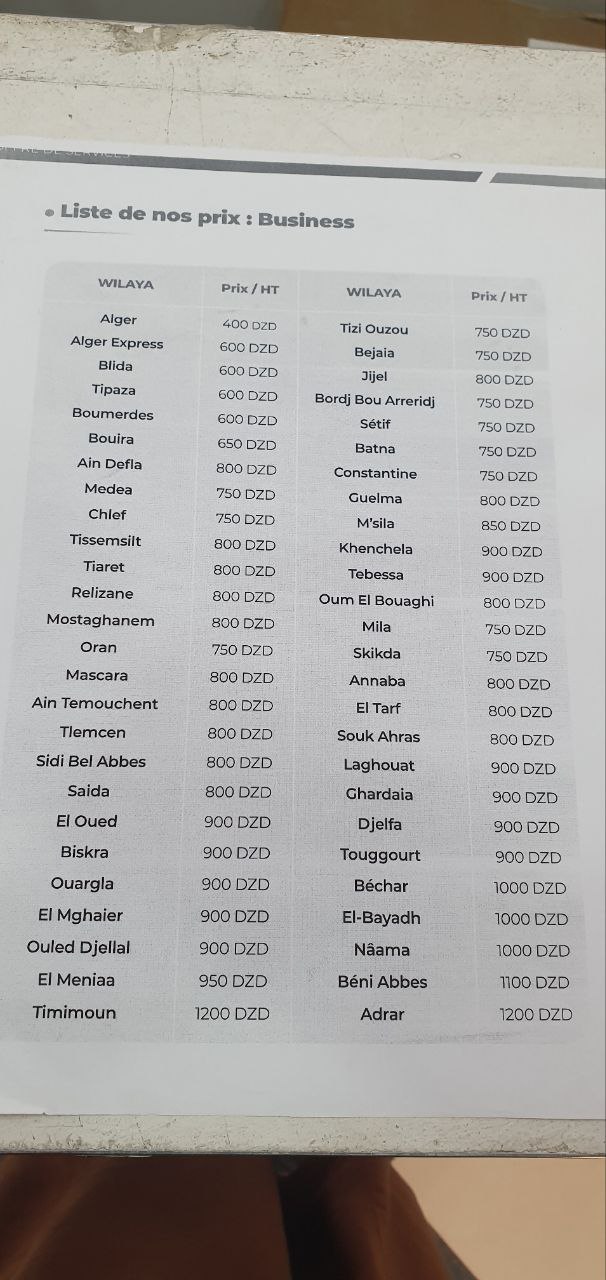 • Liste de nos prix : Business
WILAYA Prix / HT WILAYA Prix / HT
Alger 400 DZD Tizi Ouzou 750 DZD
Alger Express 600 DZD Bejaia 750 DZD
Blida 600 DZD Jijel 800 DZD
Tipaza 600 DZD Bordj Bou Arreridj 750 DZD
Boumerdes 600 DZD Sétif 750 DZD
Bouira 650 DZD Batna 750 DZD
Ain Defla 800 DZD Constantine 750 DZD
Medea 750 DZD Guelma 800 DZD
Chlef 750 DZD M'sila 850 DZD
Tissemsilt 800 DZD Khenchela 900 DZD
Tiaret 800 DZD Tebessa 900 DZD
Relizane 800 DZD Oum El Bouaghi 800 DZD
Mostaghanem 800 DZD Mila 750 DZD
Oran 750 DZD Skikda 750 DZD
Mascara 800 DZD Annaba 800 DZD
Ain Temouchent 800 DZD El Tarf 800 DZD
Tlemcen 800 DZD Souk Ahras 800 DZD
Sidi Bel Abbes 800 DZD Laghouat 900 DZD
Saida 800 DZD Ghardaia 900 DZD
El Oued 900 DZD Djelfa 900 DZD
Biskra 900 DZD Touggourt 900 DZD
Ouargla 900 DZD Béchar 1000 DZD
El Mghaier 900 DZD El-Bayadh 1000 DZD
Ouled Djellal 900 DZD Nâama 1000 DZD
El Meniaa 950 DZD Béni Abbes 1100 DZD
Timimoun 1200 DZD Adrar 1200 DZD